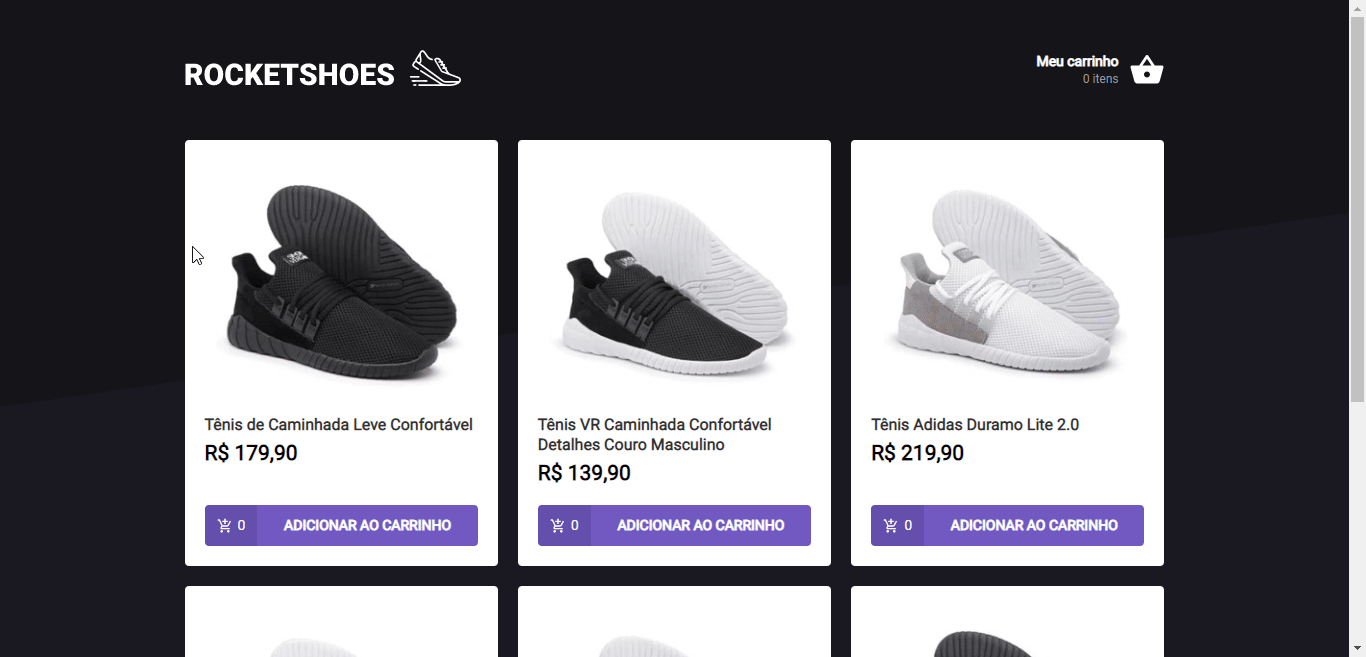 ROCKETSHOES
Meu carrinho
0 itens
Tênis de Caminhada Leve Confortável
R$ 179,90
0 ADICIONAR AO CARRINHO
Tênis VR Caminhada Confortável
Detalhes Couro Masculino
R$ 139,90
0 ADICIONAR AO CARRINHO
Tênis Adidas Duramo Lite 2.0
R$ 219,90
0 ADICIONAR AO CARRINHO